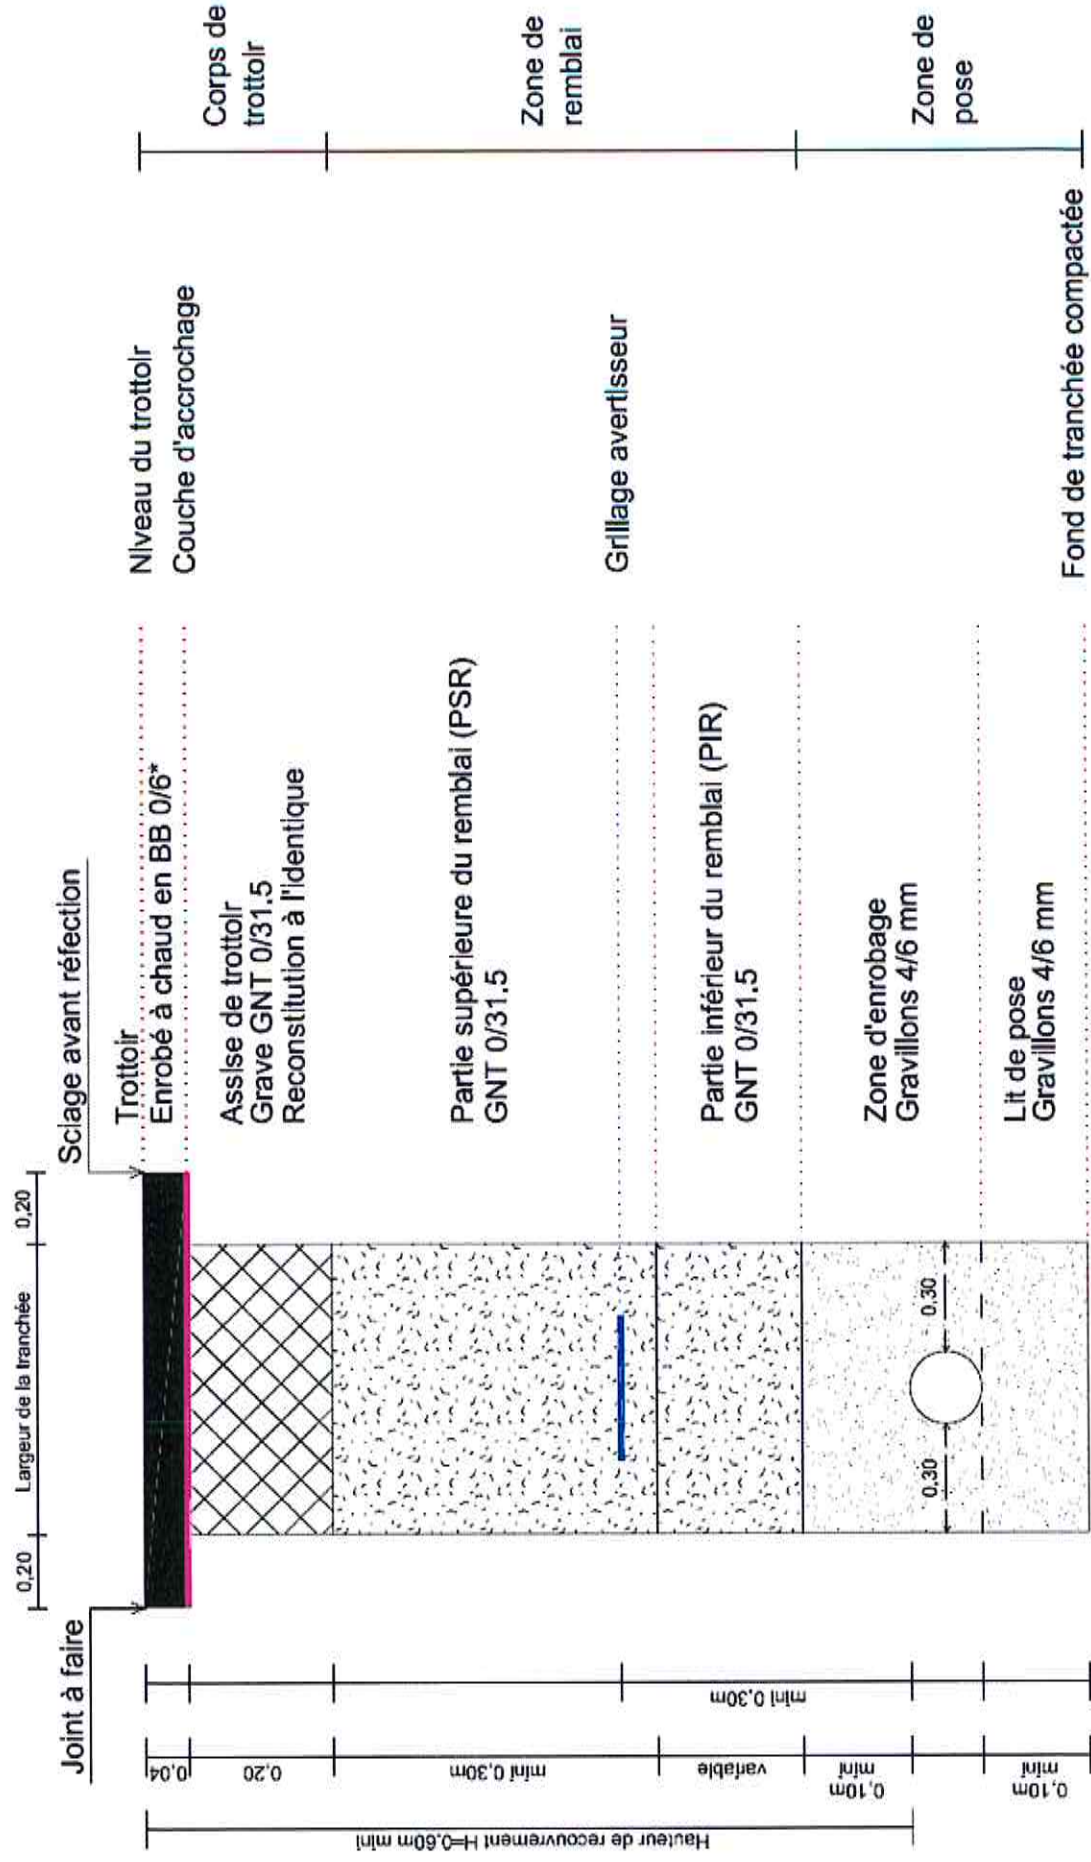 Joint à faire
0,20
Largeur de la tranchée
0,20
Sciage avant réfection
Trottoir
Enrobé à chaud en BB 0/6*
Niveau du trottoir
Couche d'accrochage
Assise de trottoir
Grave GNT 0/31.5
Reconstitution à l'identique
Partie supérieure du remblai (PSR)
GNT 0/31.5
Grillage avertisseur
Partie inférieur du remblai (PIR)
GNT 0/31.5
Zone d'enrobage
Gravillons 4/6 mm
Lit de pose
Gravillons 4/6 mm
Fond de tranchée compactée
Corps de
trottoir
Zone de
remblai
Zone de
pose
0,30
0,30
Hauteur de recouvrement H=0,60m mini
0,04
0,20
mini 0,30m
variable
0,10m
mini
0,10m
mini
mini 0,30m